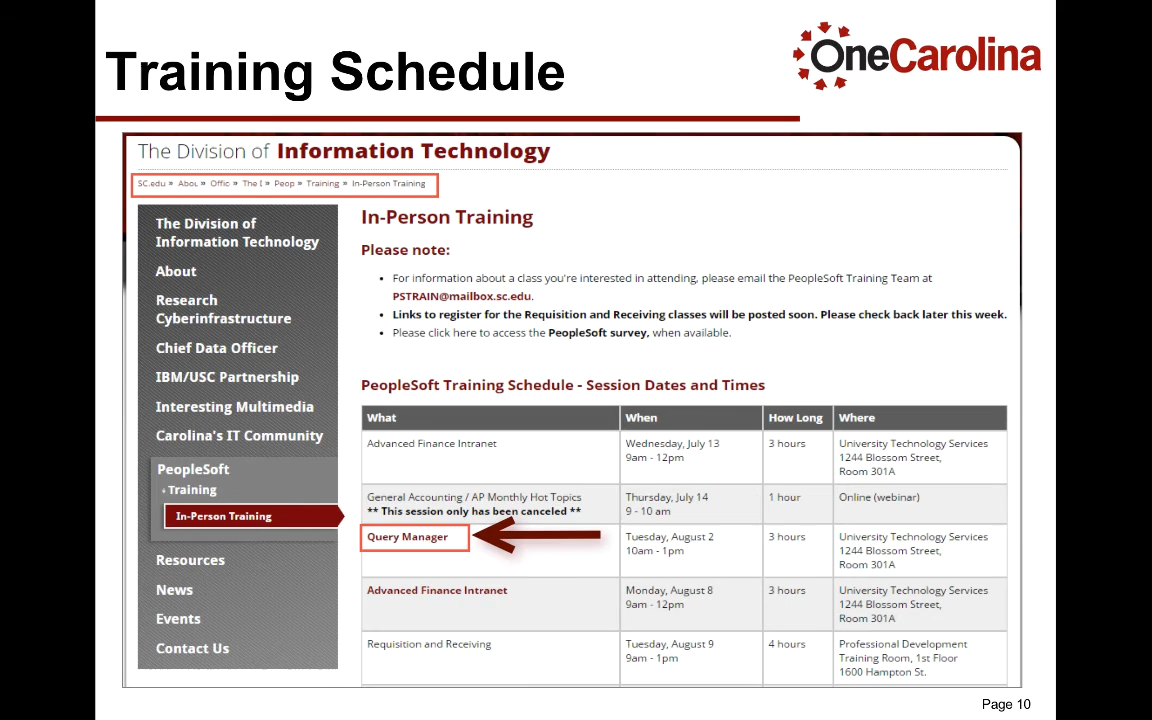 Training Schedule
OneCarolina
The Division of Information Technology
SC.edu » Abou » Offic » The D » Peop » Training » In-Person Training
The Division of
Information Technology
About
Research
Cyberinfrastructure
Chief Data Officer
IBM/USC Partnership
Interesting Multimedia
Carolina's IT Community
PeopleSoft
Training
In-Person Training
Resources
News
Events
Contact Us
In-Person Training
Please note:
• For information about a class you're interested in attending, please email the PeopleSoft Training Team at
PSTRAIN@mailbox.sc.edu.
• Links to register for the Requisition and Receiving classes will be posted soon. Please check back later this week.
• Please click here to access the PeopleSoft survey, when available.
PeopleSoft Training Schedule - Session Dates and Times
What When How Long Where
Advanced Finance Intranet Wednesday, July 13 3 hours University Technology Services
9am - 12pm 1244 Blossom Street,
Room 301A
General Accounting / AP Monthly Hot Topics Thursday, July 14 1 hour Online (webinar)
** This session only has been canceled ** 9 - 10 am
Query Manager Tuesday, August 2 3 hours University Technology Services
10am - 1pm 1244 Blossom Street,
Room 301A
Advanced Finance Intranet Monday, August 8 3 hours University Technology Services
9am - 12pm 1244 Blossom Street,
Room 301A
Requisition and Receiving Tuesday, August 9 4 hours Professional Development
9am - 1pm Training Room, 1st Floor
1600 Hampton St.
Page 10